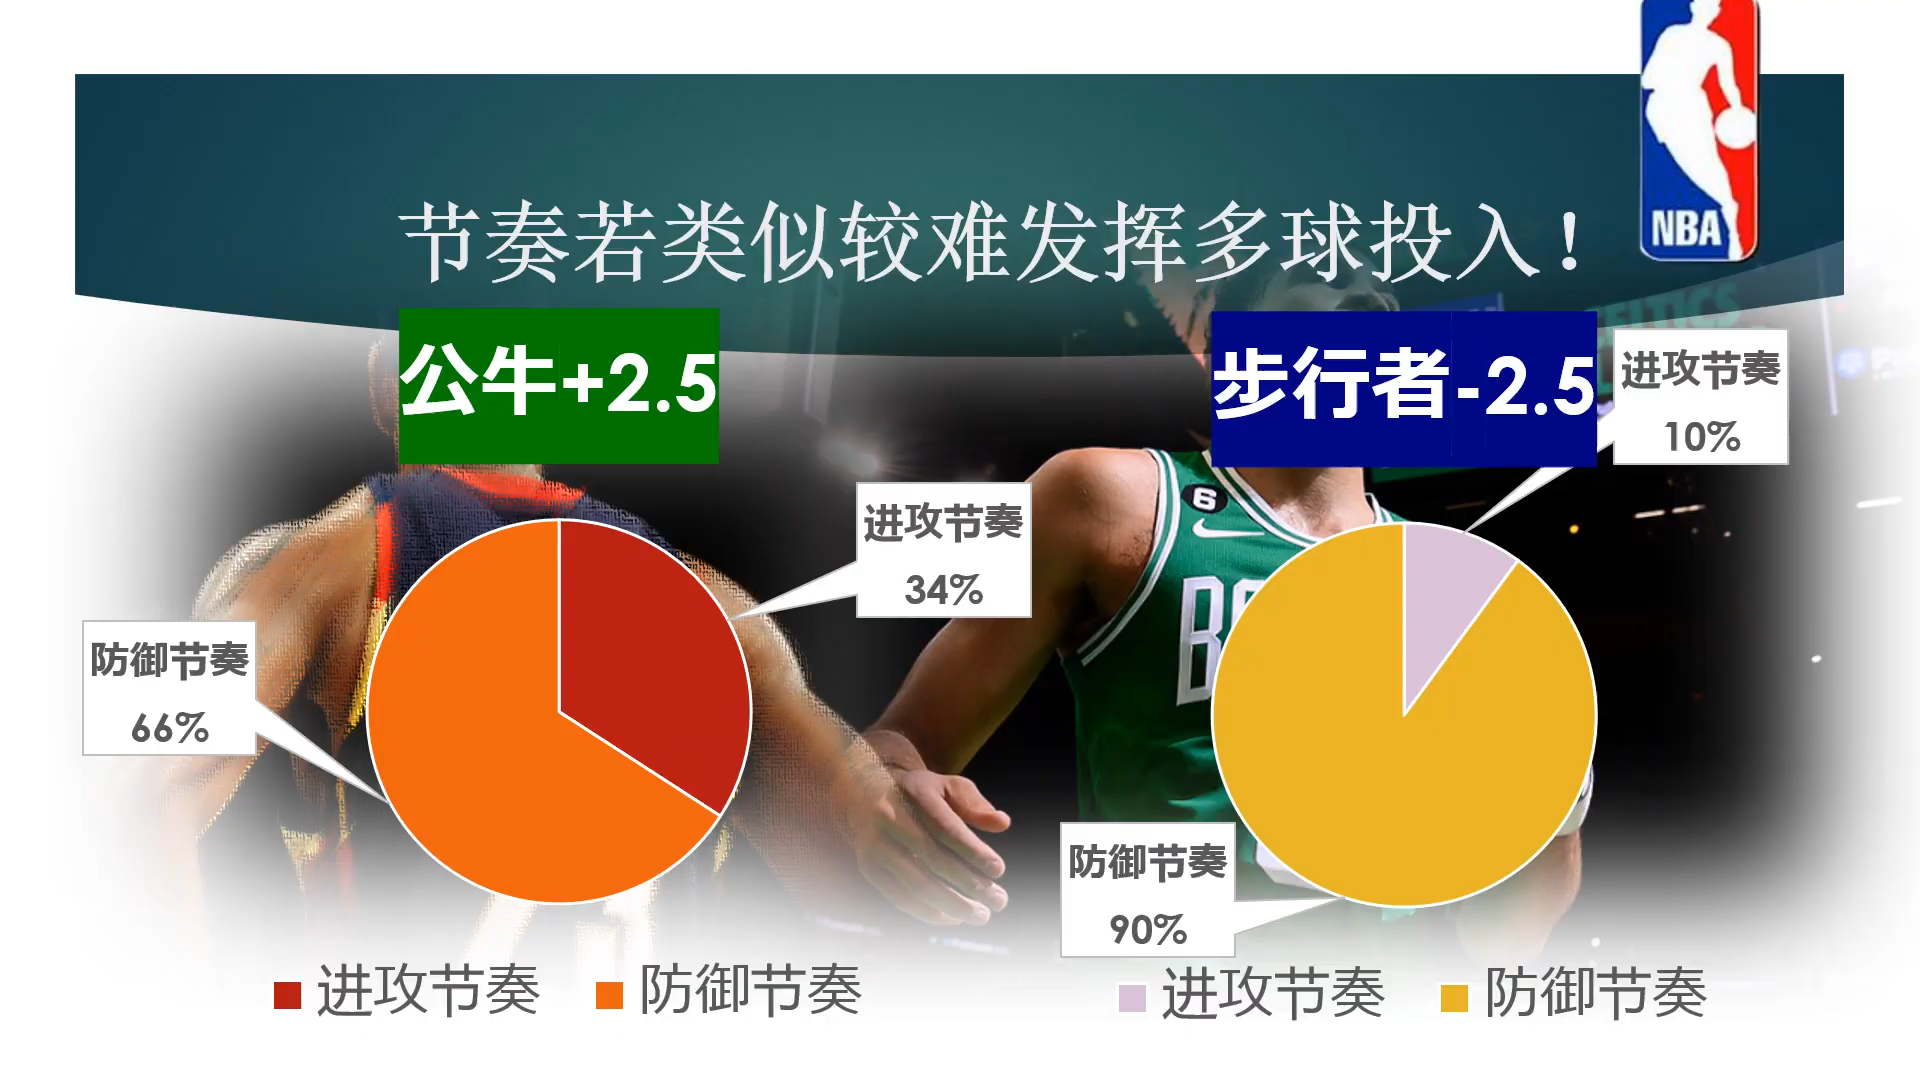 NBA
节奏若类似较难发挥多球投入！
公牛+2.5
步行者-2.5
进攻节奏
10%
进攻节奏
34%
防御节奏
66%
防御节奏
90%
6
进攻节奏 防御节奏
进攻节奏 防御节奏